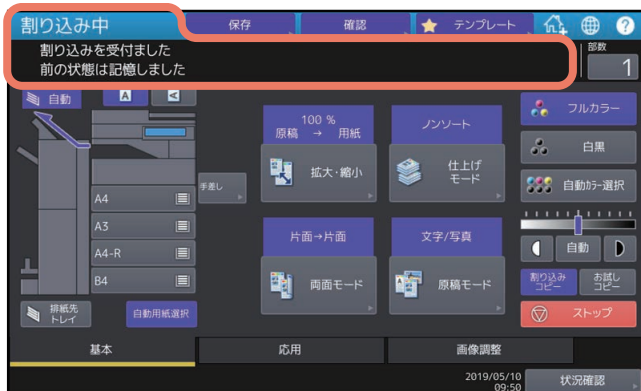 割り込み中
保存
確認
テンプレート
?
割り込みを受付ました
前の状態は記憶しました
部数
1
自動
A
A
A4
A3
A4-R
B4
手差し
排紙先
トレイ
自動用紙選択
100 %
原稿 → 用紙
拡大・縮小
ノンソート
仕上げ
モード
片面→片面
両面モード
文字/写真
原稿モード
フルカラー
白黒
自動カラー選択
自動
割り込み
コピー
お試し
コピー
ストップ
基本
応用
画像調整
2019/05/10
09:50
状況確認